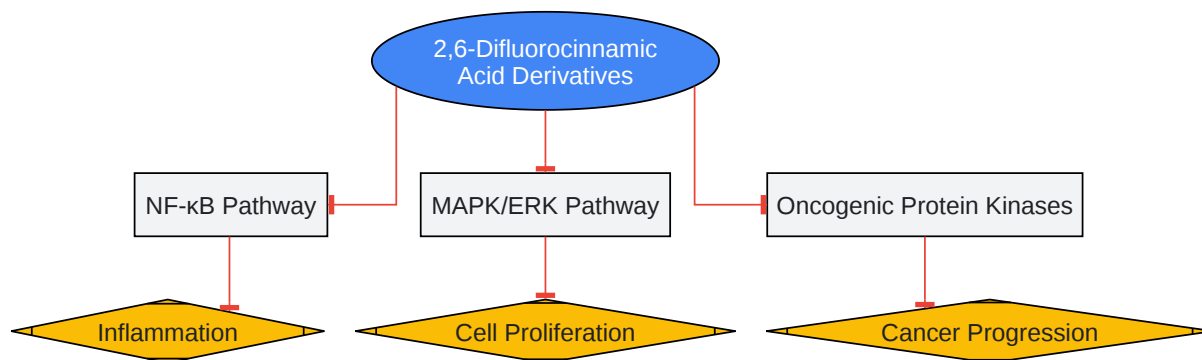 2,6-Difluorocinnamic
Acid Derivatives
NF-κB Pathway
MAPK/ERK Pathway
Oncogenic Protein Kinases
Inflammation
Cell Proliferation
Cancer Progression